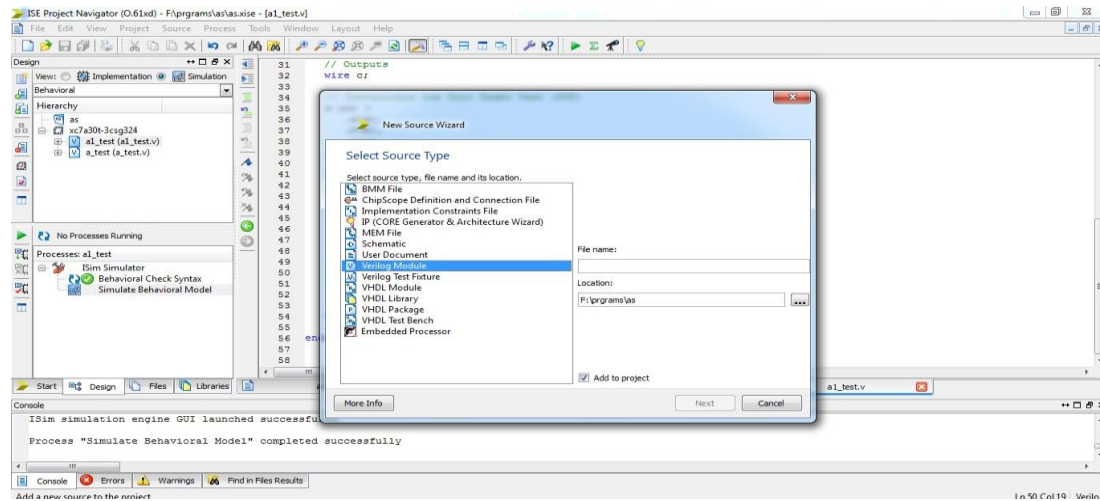 ISE Project Navigator (O.61xd) - F:\prgrams\as\as.xise - [a1_test.v]
File Edit View Project Source Process Tools Window Layout Help
Design
View: Implementation Simulation
Behavioral
Hierarchy
as
xc7a30t-3csg324
a1_test (a1_test.v)
a_test (a_test.v)
No Processes Running
Processes: a1_test
ISim Simulator
Behavioral Check Syntax
Simulate Behavioral Model
Start Design Files Libraries
31 // Outputs
32 wire c;
33
34
35
36
37
38
39
40
41
42
43
44
45
46
47
48
49
50
51
52
53
54
55
56
57
58
New Source Wizard
Select Source Type
Select source type, file name and its location.
BMM File
ChipScope Definition and Connection File
Implementation Constraints File
IP (CORE Generator & Architecture Wizard)
MEM File
Schematic
User Document
Verilog Module
Verilog Test Fixture
VHDL Module
VHDL Library
VHDL Package
VHDL Test Bench
Embedded Processor
File name:
Location:
F:\prgrams\as
...
Add to project
More Info Next Cancel
a1_test.v
Console
ISim simulation engine GUI launched
Process "Simulate Behavioral Model" completed successfully
Console Errors Warnings Find in Files Results
Add a new source to the project
Ln 50 Col 19 Verilo